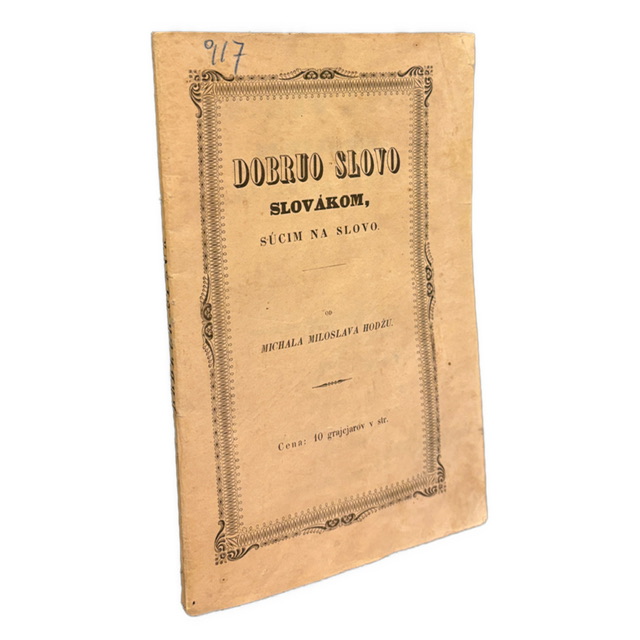 917
DOBRUO SLOVO
SLOVÁKOM,
SÚCIM NA SLOVO.
OD
MICHALA MILOSLAVA HODŽU.
Cena: 10 grajcjarov v str.